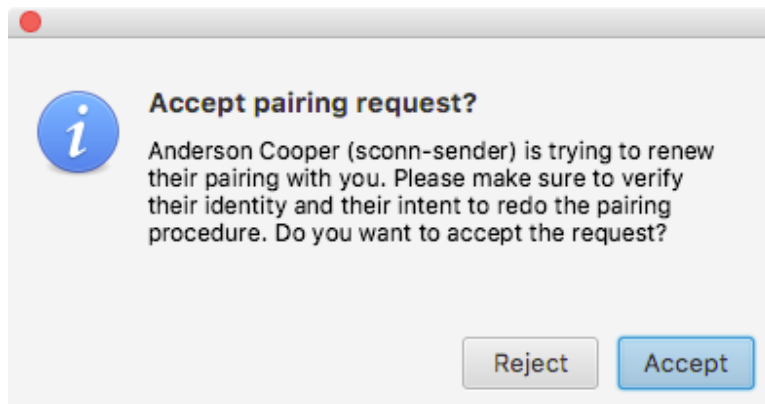 Accept pairing request?
Anderson Cooper (sconn-sender) is trying to renew
their pairing with you. Please make sure to verify
their identity and their intent to redo the pairing
procedure. Do you want to accept the request?
Reject
Accept